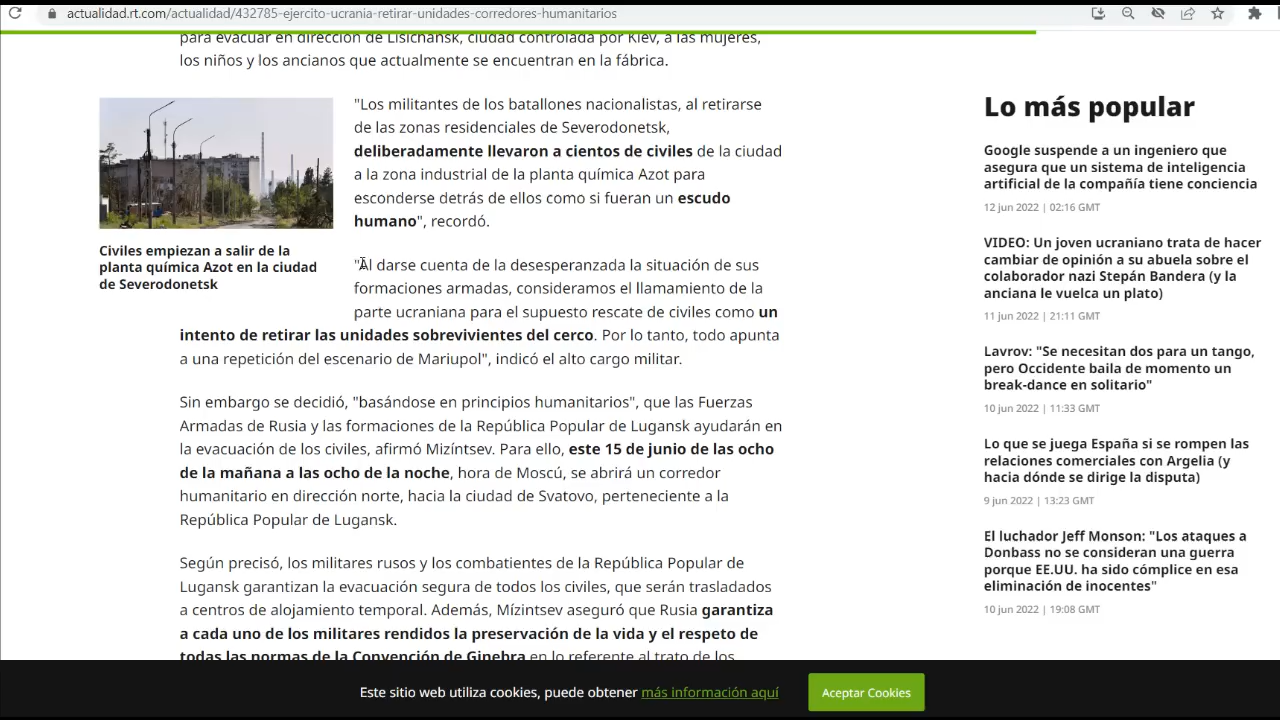 actualidad.rt.com/actualidad/432785-ejercito-ucrania-retirar-unidades-corredores-humanitarios
para evacuar en dirección de Lisichansk, ciudad controlada por Kiev, a las mujeres,
los niños y los ancianos que actualmente se encuentran en la fábrica.
"Los militantes de los batallones nacionalistas, al retirarse
de las zonas residenciales de Severodonetsk,
deliberadamente llevaron a cientos de civiles de la ciudad
a la zona industrial de la planta química Azot para
esconderse detrás de ellos como si fueran un escudo
humano", recordó.
Civiles empiezan a salir de la
planta química Azot en la ciudad
de Severodonetsk
"Al darse cuenta de la desesperanzada la situación de sus
formaciones armadas, consideramos el llamamiento de la
parte ucraniana para el supuesto rescate de civiles como un
intento de retirar las unidades sobrevivientes del cerco. Por lo tanto, todo apunta
a una repetición del escenario de Mariupol", indicó el alto cargo militar.
Sin embargo se decidió, "basándose en principios humanitarios", que las Fuerzas
Armadas de Rusia y las formaciones de la República Popular de Lugansk ayudarán en
la evacuación de los civiles, afirmó Mizíntsev. Para ello, este 15 de junio de las ocho
de la mañana a las ocho de la noche, hora de Moscú, se abrirá un corredor
humanitario en dirección norte, hacia la ciudad de Svatovo, perteneciente a la
República Popular de Lugansk.
Según precisó, los militares rusos y los combatientes de la República Popular de
Lugansk garantizan la evacuación segura de todos los civiles, que serán trasladados
a centros de alojamiento temporal. Además, Mízintsev aseguró que Rusia garantiza
a cada uno de los militares rendidos la preservación de la vida y el respeto de
todas las normas de la Convención de Ginebra en lo referente al trato de los
Lo más popular
Google suspende a un ingeniero que
asegura que un sistema de inteligencia
artificial de la compañía tiene conciencia
12 jun 2022 | 02:16 GMT
VIDEO: Un joven ucraniano trata de hacer
cambiar de opinión a su abuela sobre el
colaborador nazi Stepán Bandera (y la
anciana le vuelca un plato)
11 jun 2022 | 21:11 GMT
Lavrov: "Se necesitan dos para un tango,
pero Occidente baila de momento un
break-dance en solitario"
10 jun 2022 | 11:33 GMT
Lo que se juega España si se rompen las
relaciones comerciales con Argelia (y
hacia dónde se dirige la disputa)
9 jun 2022 | 13:23 GMT
El luchador Jeff Monson: "Los ataques a
Donbass no se consideran una guerra
porque EE.UU. ha sido cómplice en esa
eliminación de inocentes"
10 jun 2022 | 19:08 GMT
Este sitio web utiliza cookies, puede obtener más información aquí
Aceptar Cookies